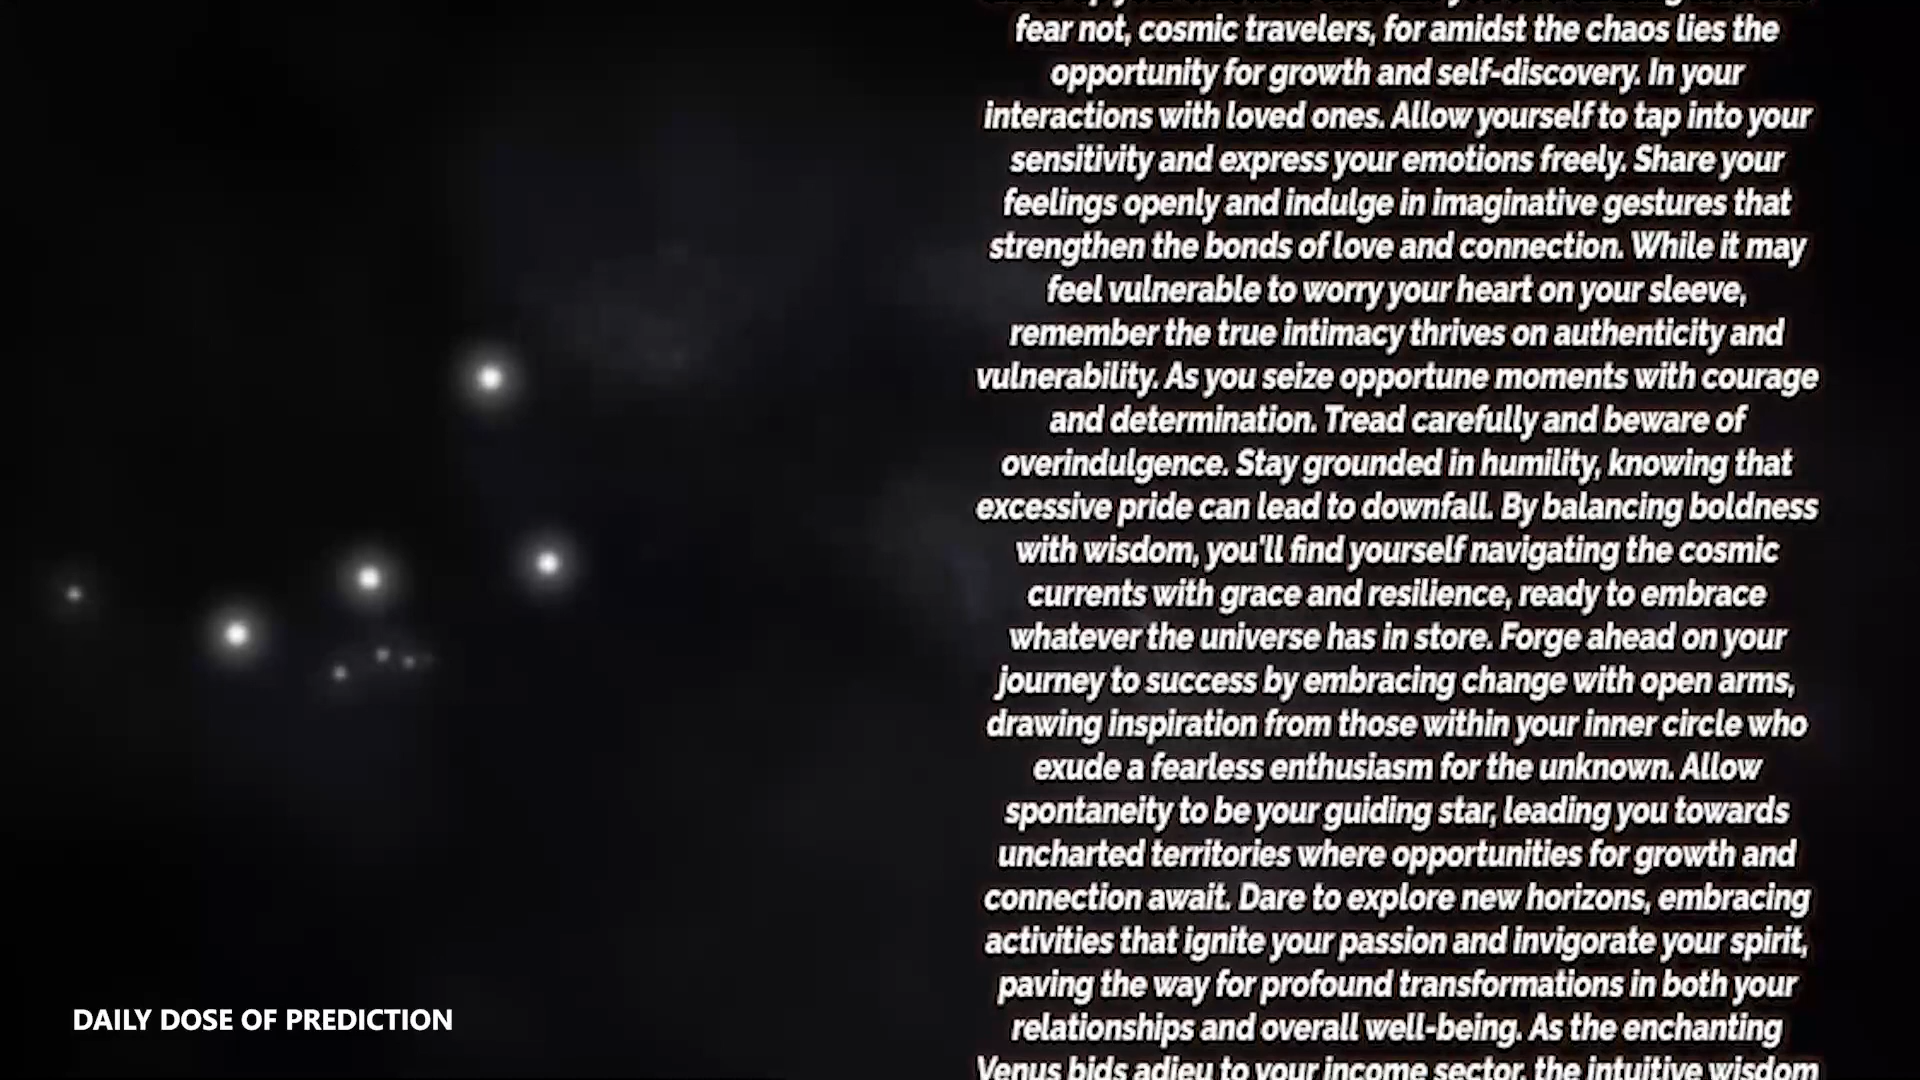 fear not, cosmic travelers, for amidst the chaos lies the
opportunity for growth and self-discovery. In your
interactions with loved ones. Allow yourself to tap into your
sensitivity and express your emotions freely. Share your
feelings openly and indulge in imaginative gestures that
strengthen the bonds of love and connection. While it may
feel vulnerable to worry your heart on your sleeve,
remember the true intimacy thrives on authenticity and
vulnerability. As you seize opportune moments with courage
and determination. Tread carefully and beware of
overindulgence. Stay grounded in humility, knowing that
excessive pride can lead to downfall. By balancing boldness
with wisdom, you'll find yourself navigating the cosmic
currents with grace and resilience, ready to embrace
whatever the universe has in store. Forge ahead on your
journey to success by embracing change with open arms,
drawing inspiration from those within your inner circle who
exude a fearless enthusiasm for the unknown. Allow
spontaneity to be your guiding star, leading you towards
uncharted territories where opportunities for growth and
connection await. Dare to explore new horizons, embracing
activities that ignite your passion and invigorate your spirit,
paving the way for profound transformations in both your
relationships and overall well-being. As the enchanting
Venus bids adieu to your income sector, the intuitive wisdom
DAILY DOSE OF PREDICTION